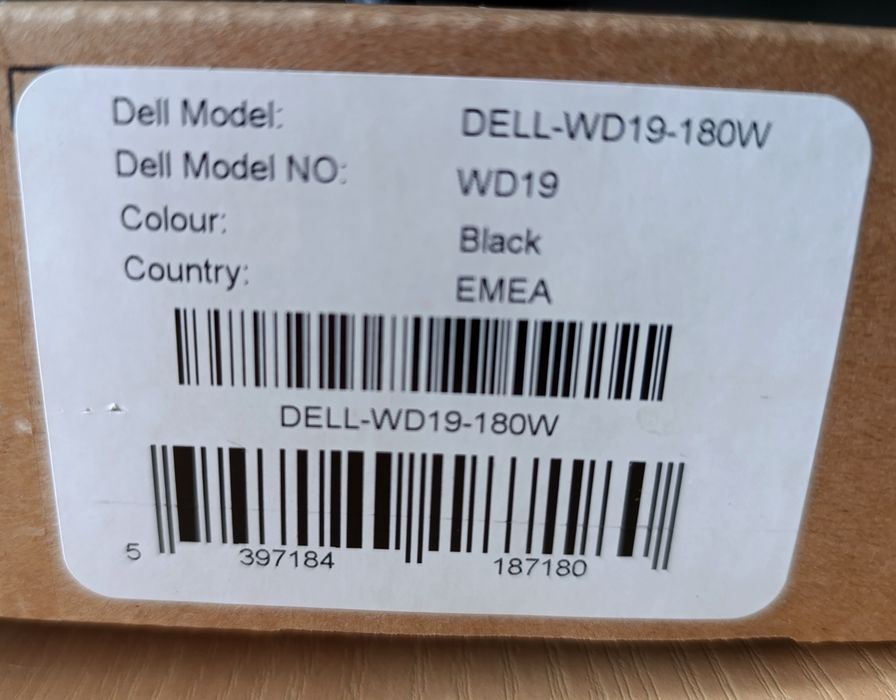 Dell Model: DELL-WD19-180W
Dell Model NO: WD19
Colour: Black
Country: EMEA
DELL-WD19-180W
5 397184 187180